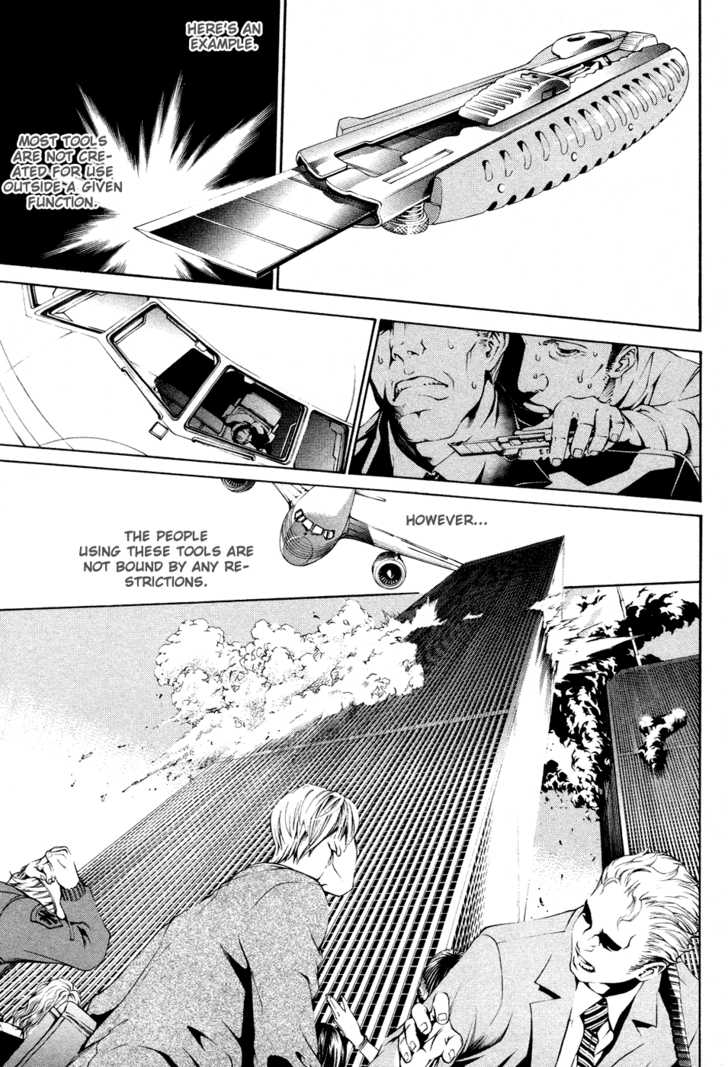 HERE'S AN
EXAMPLE.
MOST TOOLS
ARE NOT CRE-
ATED FOR USE
OUTSIDE A GIVEN
FUNCTION.
HOWEVER...
THE PEOPLE
USING THESE TOOLS ARE
NOT BOUND BY ANY RE-
STRICTIONS.